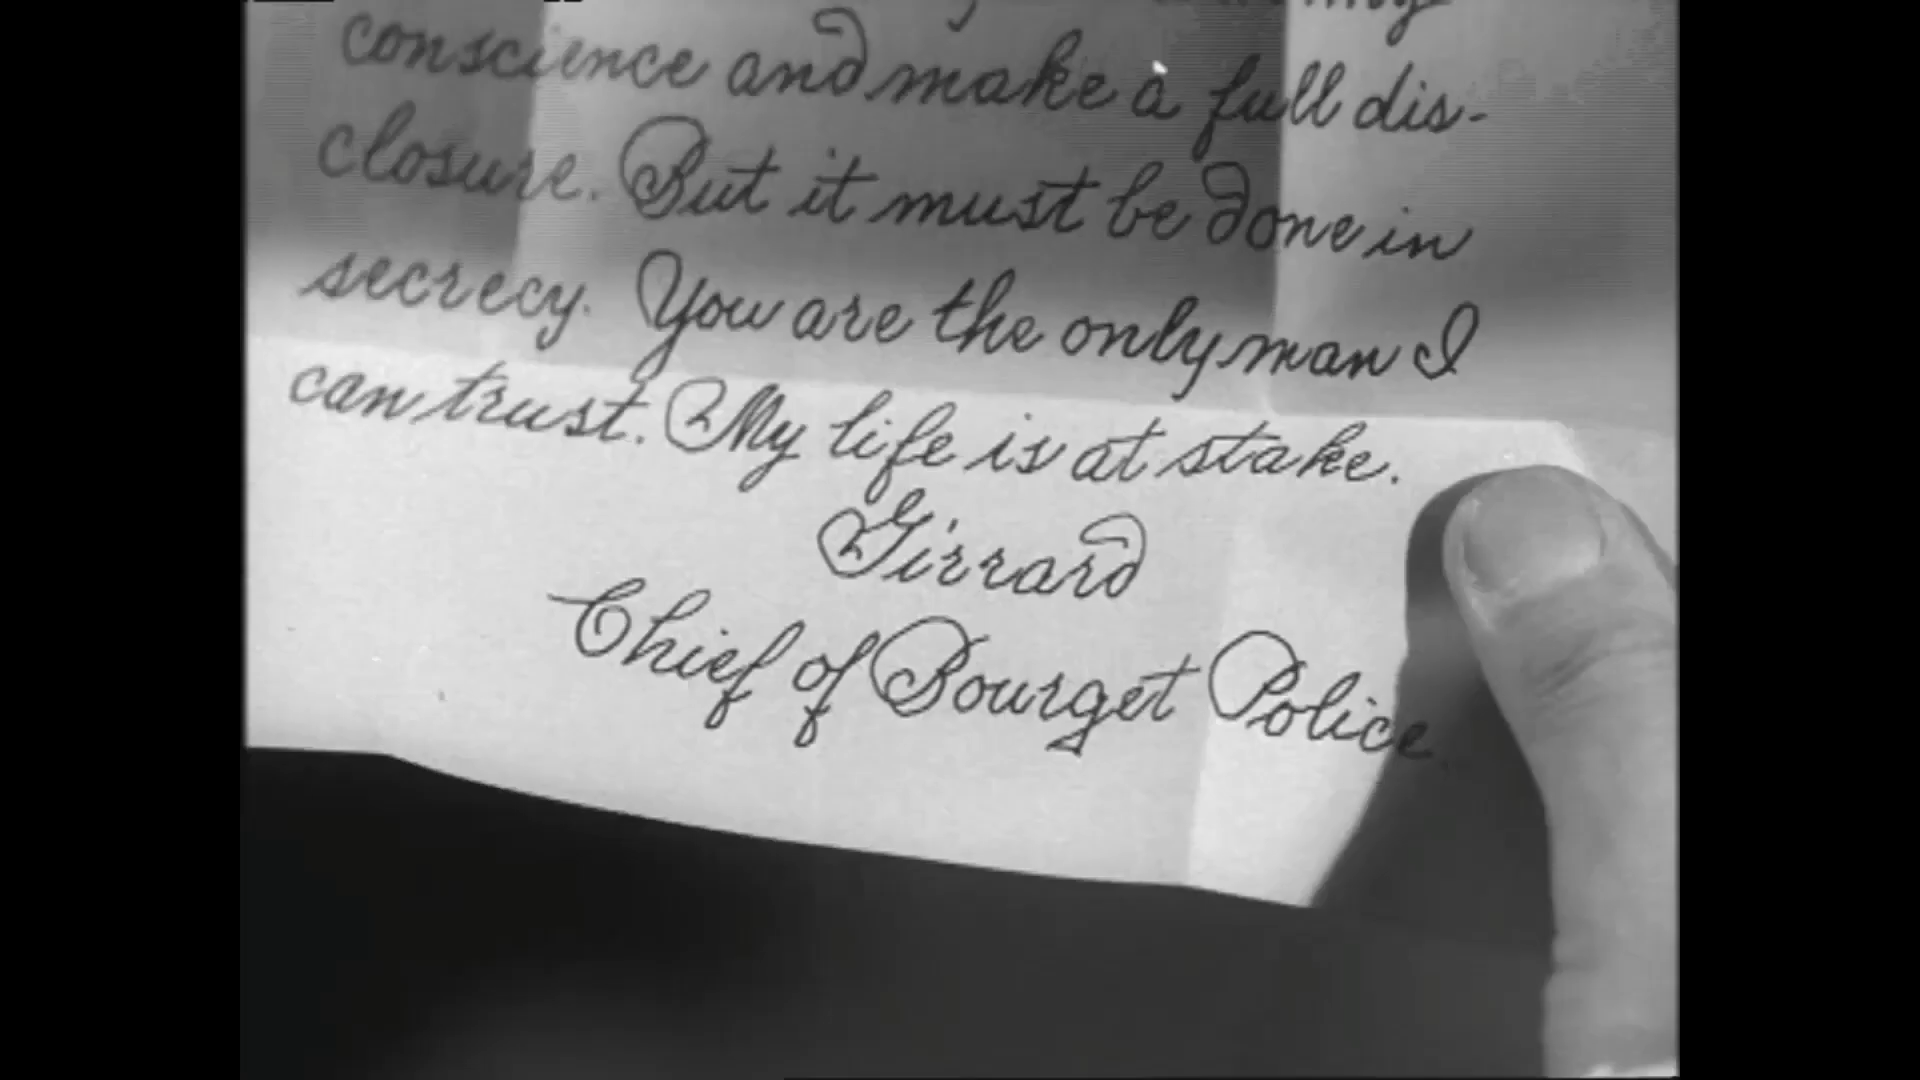 conscience and make a full dis-
closure. But it must be done in
secrecy. You are the only man I
can trust. My life is at stake.
Girrard
Chief of Bourget Police